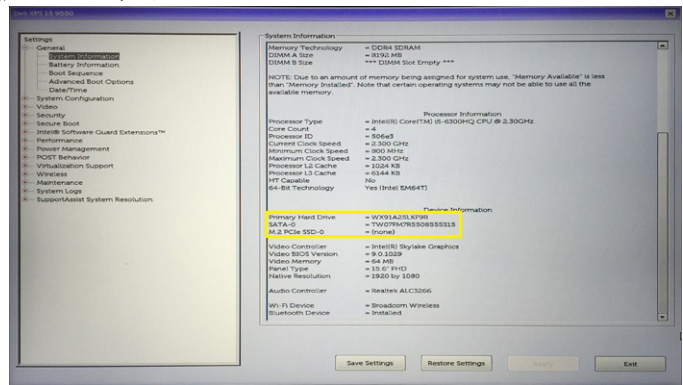 Dell XPS 15 9550
Settings
General
System Information
Battery Information
Boot Sequence
Advanced Boot Options
Date/Time
System Configuration
Video
Security
Secure Boot
Intel® Software Guard Extensions™
Performance
Power Management
POST Behavior
Virtualization Support
Wireless
Maintenance
System Logs
SupportAssist System Resolution
System Information
Memory Technology = DDR4 SDRAM
DIMM A Size = 8192 MB
DIMM B Size *** DIMM Slot Empty ***
NOTE: Due to an amount of memory being assigned for system use, "Memory Available" is less
than "Memory Installed". Note that certain operating systems may not be able to use all the
available memory.
Processor Information
Processor Type = Intel(R) Core(TM) i5-6300HQ CPU @ 2.30GHz
Core Count = 4
Processor ID = 506e3
Current Clock Speed = 2.300 GHz
Minimum Clock Speed = 800 MHz
Maximum Clock Speed = 2.300 GHz
Processor L2 Cache = 1024 KB
Processor L3 Cache = 6144 KB
HT Capable No
64-Bit Technology Yes (Intel EM64T)
Device Information
Primary Hard Drive = WX91A25LKF9R
SATA-0 = TW07FM7R5508555515
M.2 PCIe SSD-0 = (none)
Video Controller = Intel(R) Skylake Graphics
Video BIOS Version = 9.0.1029
Video Memory = 64 MB
Panel Type = 15.6" FHD
Native Resolution = 1920 by 1080
Audio Controller = Realtek ALC3266
Wi-Fi Device = Broadcom Wireless
Bluetooth Device = Installed
Save Settings
Restore Settings
Apply
Exit